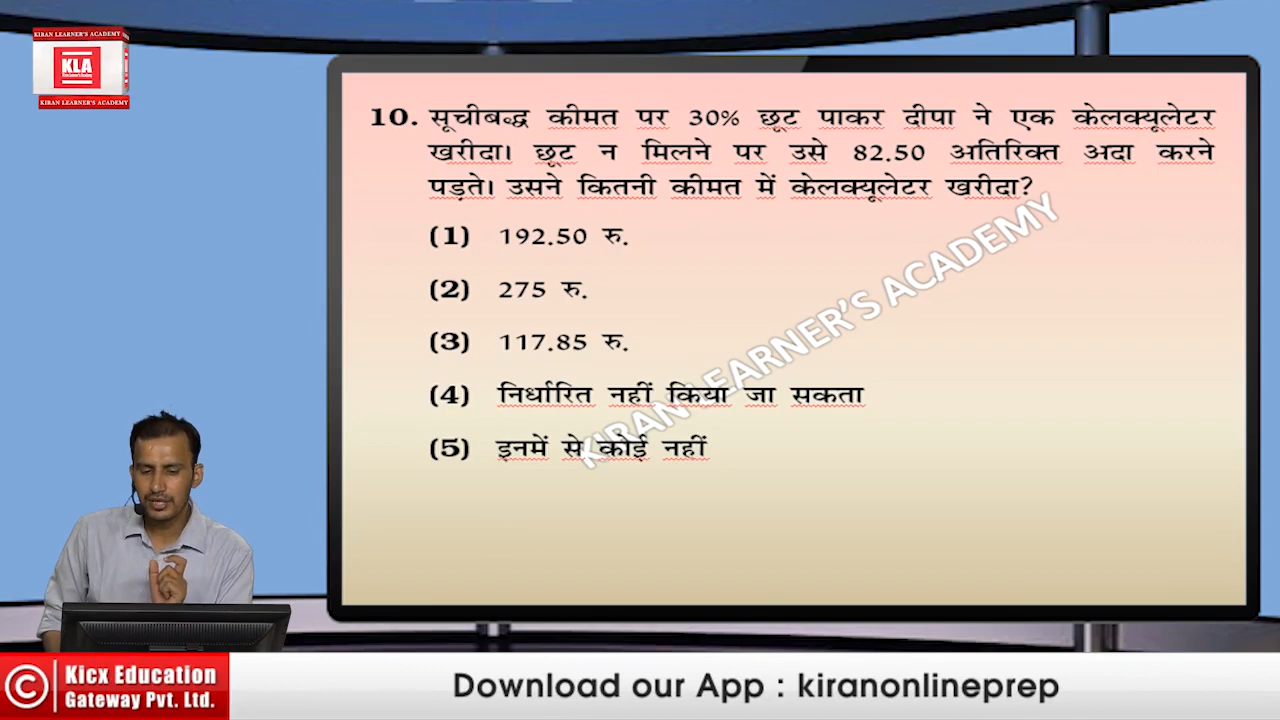 KIRAN LEARNER'S ACADEMY
KLA
Kiran Learner's Academy
KIRAN LEARNER'S ACADEMY
10. सूचीबद्ध कीमत पर 30% छूट पाकर दीपा ने एक केलक्यूलेटर
खरीदा। छूट न मिलने पर उसे 82.50 अतिरिक्त अदा करने
पड़ते। उसने कितनी कीमत में केलक्यूलेटर खरीदा?
(1) 192.50 रु.
(2) 275 रु.
(3) 117.85 रु.
(4) निर्धारित नहीं किया जा सकता
(5) इनमें से कोई नहीं
KIRAN LEARNER'S ACADEMY
C Kicx Education
Gateway Pvt. Ltd.
Download our App : kiranonlineprep